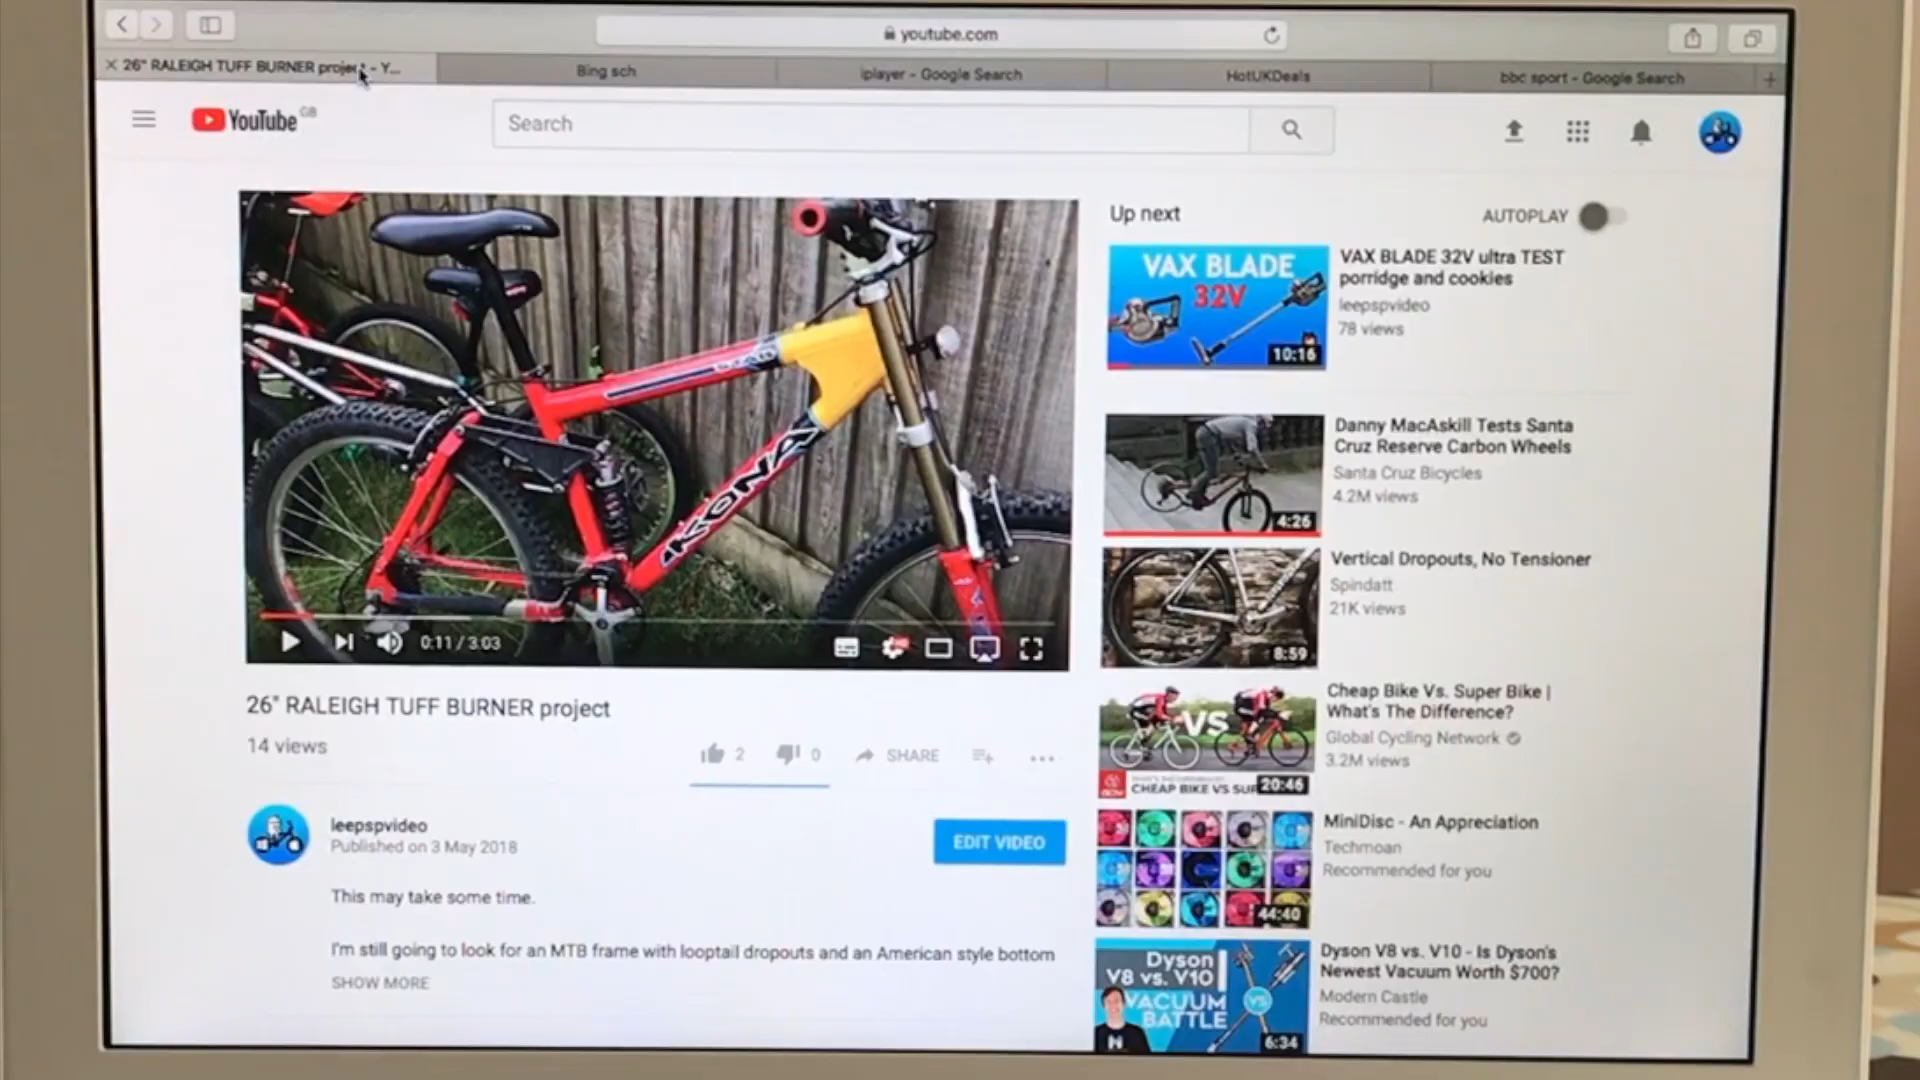 youtube.com
26" RALEIGH TUFF BURNER project - Y...
Bing sch
iplayer - Google Search
HotUKDeals
bbc sport - Google Search
YouTube GB
Search
KONA
0:11 / 3:03
26" RALEIGH TUFF BURNER project
14 views
2
0
SHARE
leepspvideo
Published on 3 May 2018
EDIT VIDEO
This may take some time.
I'm still going to look for an MTB frame with looptail dropouts and an American style bottom
SHOW MORE
Up next
AUTOPLAY
VAX BLADE
32V
10:16
VAX BLADE 32V ultra TEST
porridge and cookies
leepspvideo
78 views
4:26
Danny MacAskill Tests Santa
Cruz Reserve Carbon Wheels
Santa Cruz Bicycles
4.2M views
8:59
Vertical Dropouts, No Tensioner
Spindatt
21K views
VS
CHEAP BIKE VS SUP
20:46
Cheap Bike Vs. Super Bike |
What's The Difference?
Global Cycling Network
3.2M views
44:40
MiniDisc - An Appreciation
Techmoan
Recommended for you
Dyson
V8 vs. V10
VS
VACUUM
BATTLE
6:34
Dyson V8 vs. V10 - Is Dyson's
Newest Vacuum Worth $700?
Modern Castle
Recommended for you